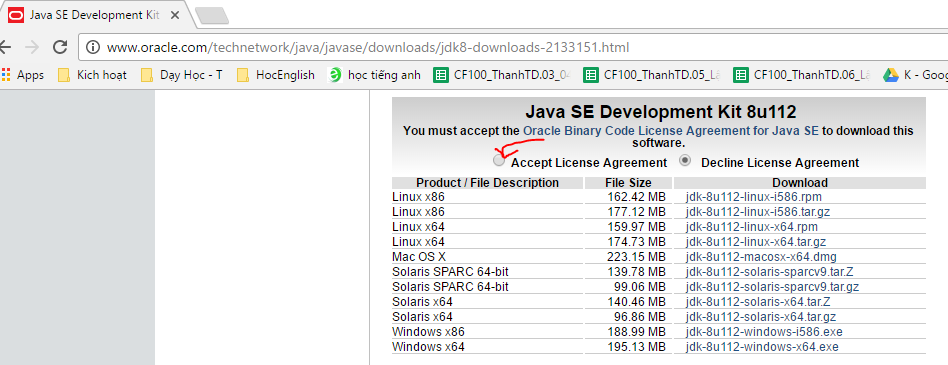 Java SE Development Kit
www.oracle.com/technetwork/java/javase/downloads/jdk8-downloads-2133151.html
Apps Kich hoạt Dạy Học - T HocEnglish học tiếng anh CF100_ThanhTD.03_04 CF100_ThanhTD.05_Lầ CF100_ThanhTD.06_Lầ K - Goog
Java SE Development Kit 8u112
You must accept the Oracle Binary Code License Agreement for Java SE to download this
software.
Accept License Agreement Decline License Agreement
Product / File Description File Size Download
Linux x86 162.42 MB jdk-8u112-linux-i586.rpm
Linux x86 177.12 MB jdk-8u112-linux-i586.tar.gz
Linux x64 159.97 MB jdk-8u112-linux-x64.rpm
Linux x64 174.73 MB jdk-8u112-linux-x64.tar.gz
Mac OS X 223.15 MB jdk-8u112-macosx-x64.dmg
Solaris SPARC 64-bit 139.78 MB jdk-8u112-solaris-sparcv9.tar.Z
Solaris SPARC 64-bit 99.06 MB jdk-8u112-solaris-sparcv9.tar.gz
Solaris x64 140.46 MB jdk-8u112-solaris-x64.tar.Z
Solaris x64 96.86 MB jdk-8u112-solaris-x64.tar.gz
Windows x86 188.99 MB jdk-8u112-windows-i586.exe
Windows x64 195.13 MB jdk-8u112-windows-x64.exe